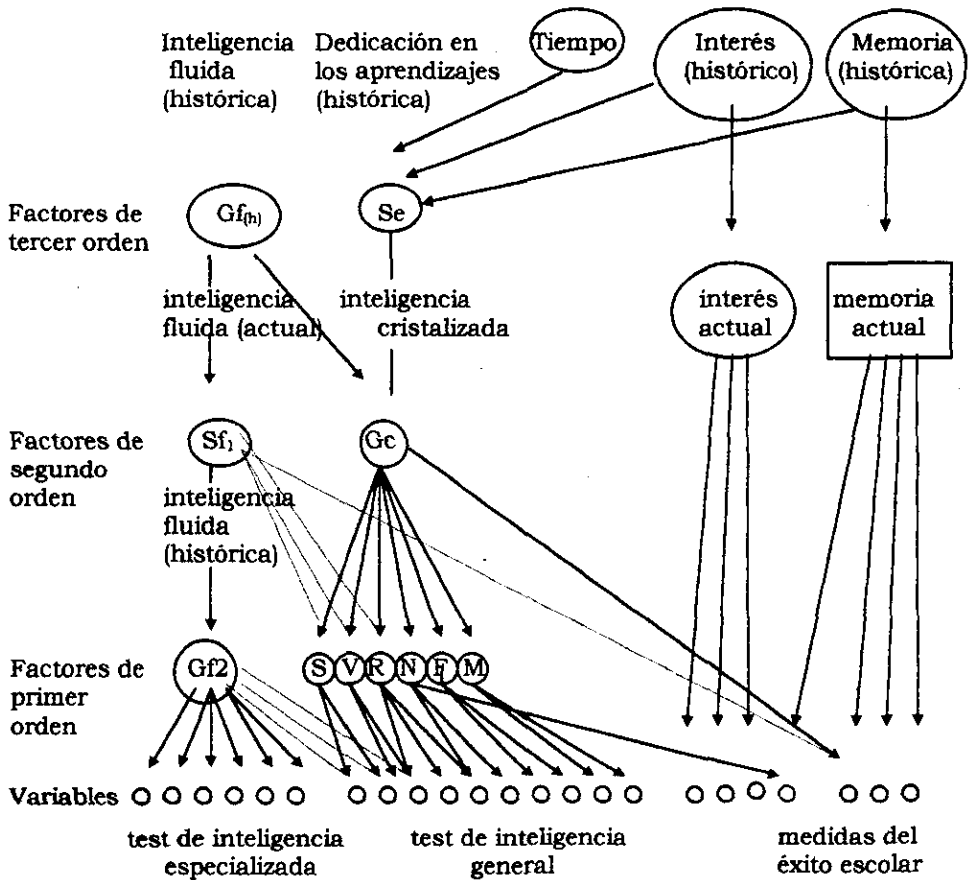 Inteligencia
fluida
(histórica)
Dedicación en
los aprendizajes
(histórica)
Tiempo
Interés
(histórico)
Memoria
(histórica)
Factores de
tercer orden
Gf(h)
Se
inteligencia
fluida (actual)
inteligencia
cristalizada
interés
actual
memoria
actual
Factores de
segundo
orden
Sf1
Gc
inteligencia
fluida
(histórica)
Factores de
primer
orden
Gf2
S V R N F M
Variables
test de inteligencia
especializada
test de inteligencia
general
medidas del
éxito escolar